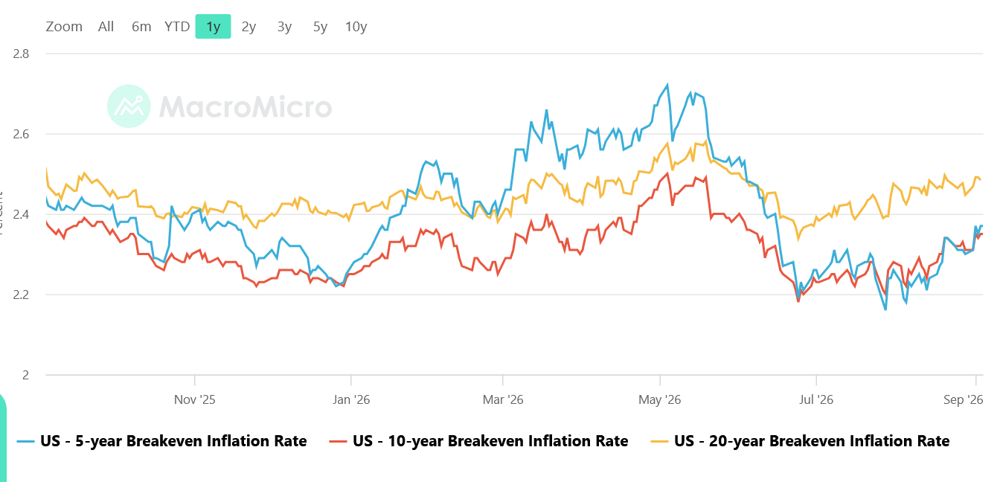 Zoom All 6m YTD 1y 2y 3y 5y 10y
2.8
MacroMicro
2.6
2.4
2.2
2
Nov '25 Jan '26 Mar '26 May '26 Jul '26 Sep '26
US - 5-year Breakeven Inflation Rate US - 10-year Breakeven Inflation Rate US - 20-year Breakeven Inflation Rate